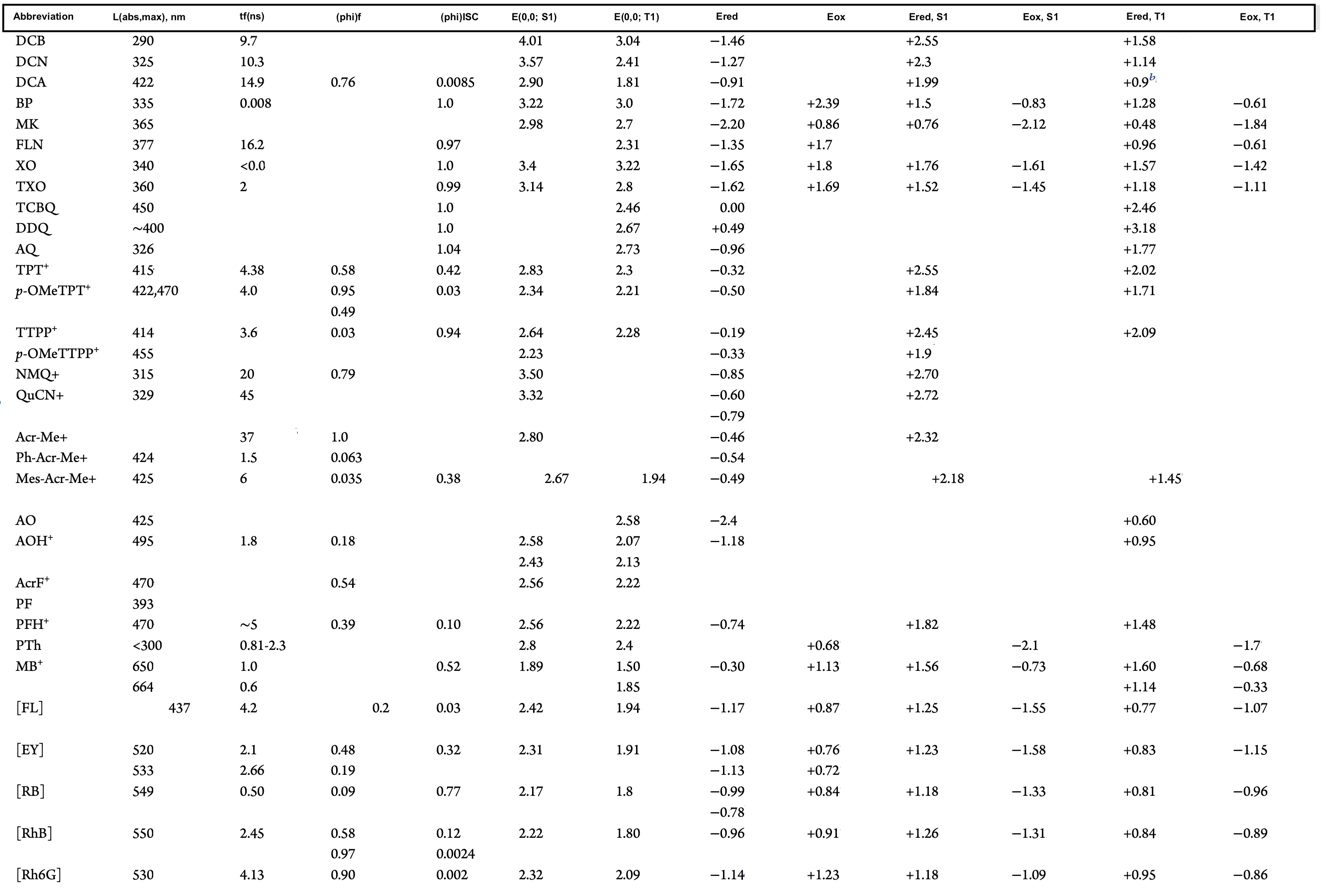 Abbreviation L(abs,max), nm tf(ns) (phi)f (phi)ISC E(0,0; S1) E(0,0; T1) Ered Eox Ered, S1 Eox, S1 Ered, T1 Eox, T1
DCB 290 9.7 4.01 3.04 −1.46 +2.55 +1.58
DCN 325 10.3 3.57 2.41 −1.27 +2.3 +1.14
DCA 422 14.9 0.76 0.0085 2.90 1.81 −0.91 +1.99 +0.9b
BP 335 0.008 1.0 3.22 3.0 −1.72 +2.39 +1.5 −0.83 +1.28 −0.61
MK 365 2.98 2.7 −2.20 +0.86 +0.76 −2.12 +0.48 −1.84
FLN 377 16.2 0.97 2.31 −1.35 +1.7 +0.96 −0.61
XO 340 <0.0 1.0 3.4 3.22 −1.65 +1.8 +1.76 −1.61 +1.57 −1.42
TXO 360 2 0.99 3.14 2.8 −1.62 +1.69 +1.52 −1.45 +1.18 −1.11
TCBQ 450 1.0 2.46 0.00 +2.46
DDQ ~400 1.0 2.67 +0.49 +3.18
AQ 326 1.04 2.73 −0.96 +1.77
TPT+ 415 4.38 0.58 0.42 2.83 2.3 −0.32 +2.55 +2.02
p-OMeTPT+ 422,470 4.0 0.95 0.03 2.34 2.21 −0.50 +1.84 +1.71
0.49
TTPP+ 414 3.6 0.03 0.94 2.64 2.28 −0.19 +2.45 +2.09
p-OMeTTPP+ 455 2.23 −0.33 +1.9
NMQ+ 315 20 0.79 3.50 −0.85 +2.70
QuCN+ 329 45 3.32 −0.60 +2.72
−0.79
Acr-Me+ 37 1.0 2.80 −0.46 +2.32
Ph-Acr-Me+ 424 1.5 0.063 −0.54
Mes-Acr-Me+ 425 6 0.035 0.38 2.67 1.94 −0.49 +2.18 +1.45
AO 425 2.58 −2.4 +0.60
AOH+ 495 1.8 0.18 2.58 2.07 −1.18 +0.95
2.43 2.13
AcrF+ 470 0.54 2.56 2.22
PF 393
PFH+ 470 ~5 0.39 0.10 2.56 2.22 −0.74 +1.82 +1.48
PTh <300 0.81-2.3 2.8 2.4 +0.68 −2.1 −1.7
MB+ 650 1.0 0.52 1.89 1.50 −0.30 +1.13 +1.56 −0.73 +1.60 −0.68
664 0.6 1.85 +1.14 −0.33
[FL] 437 4.2 0.2 0.03 2.42 1.94 −1.17 +0.87 +1.25 −1.55 +0.77 −1.07
[EY] 520 2.1 0.48 0.32 2.31 1.91 −1.08 +0.76 +1.23 −1.58 +0.83 −1.15
533 2.66 0.19 −1.13 +0.72
[RB] 549 0.50 0.09 0.77 2.17 1.8 −0.99 +0.84 +1.18 −1.33 +0.81 −0.96
−0.78
[RhB] 550 2.45 0.58 0.12 2.22 1.80 −0.96 +0.91 +1.26 −1.31 +0.84 −0.89
0.97 0.0024
[Rh6G] 530 4.13 0.90 0.002 2.32 2.09 −1.14 +1.23 +1.18 −1.09 +0.95 −0.86